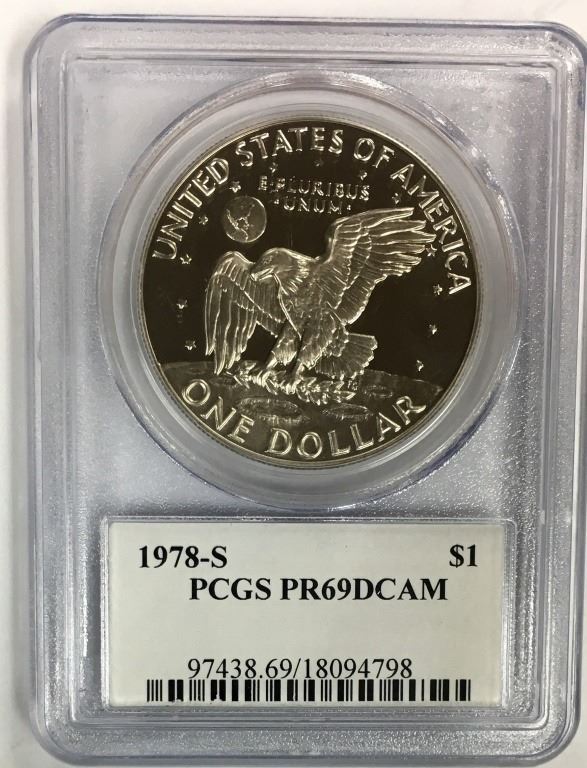 UNITED STATES OF AMERICA
E·PLURIBUS
·UNUM·
ONE DOLLAR
1978-S $1
PCGS PR69DCAM
97438.69/18094798